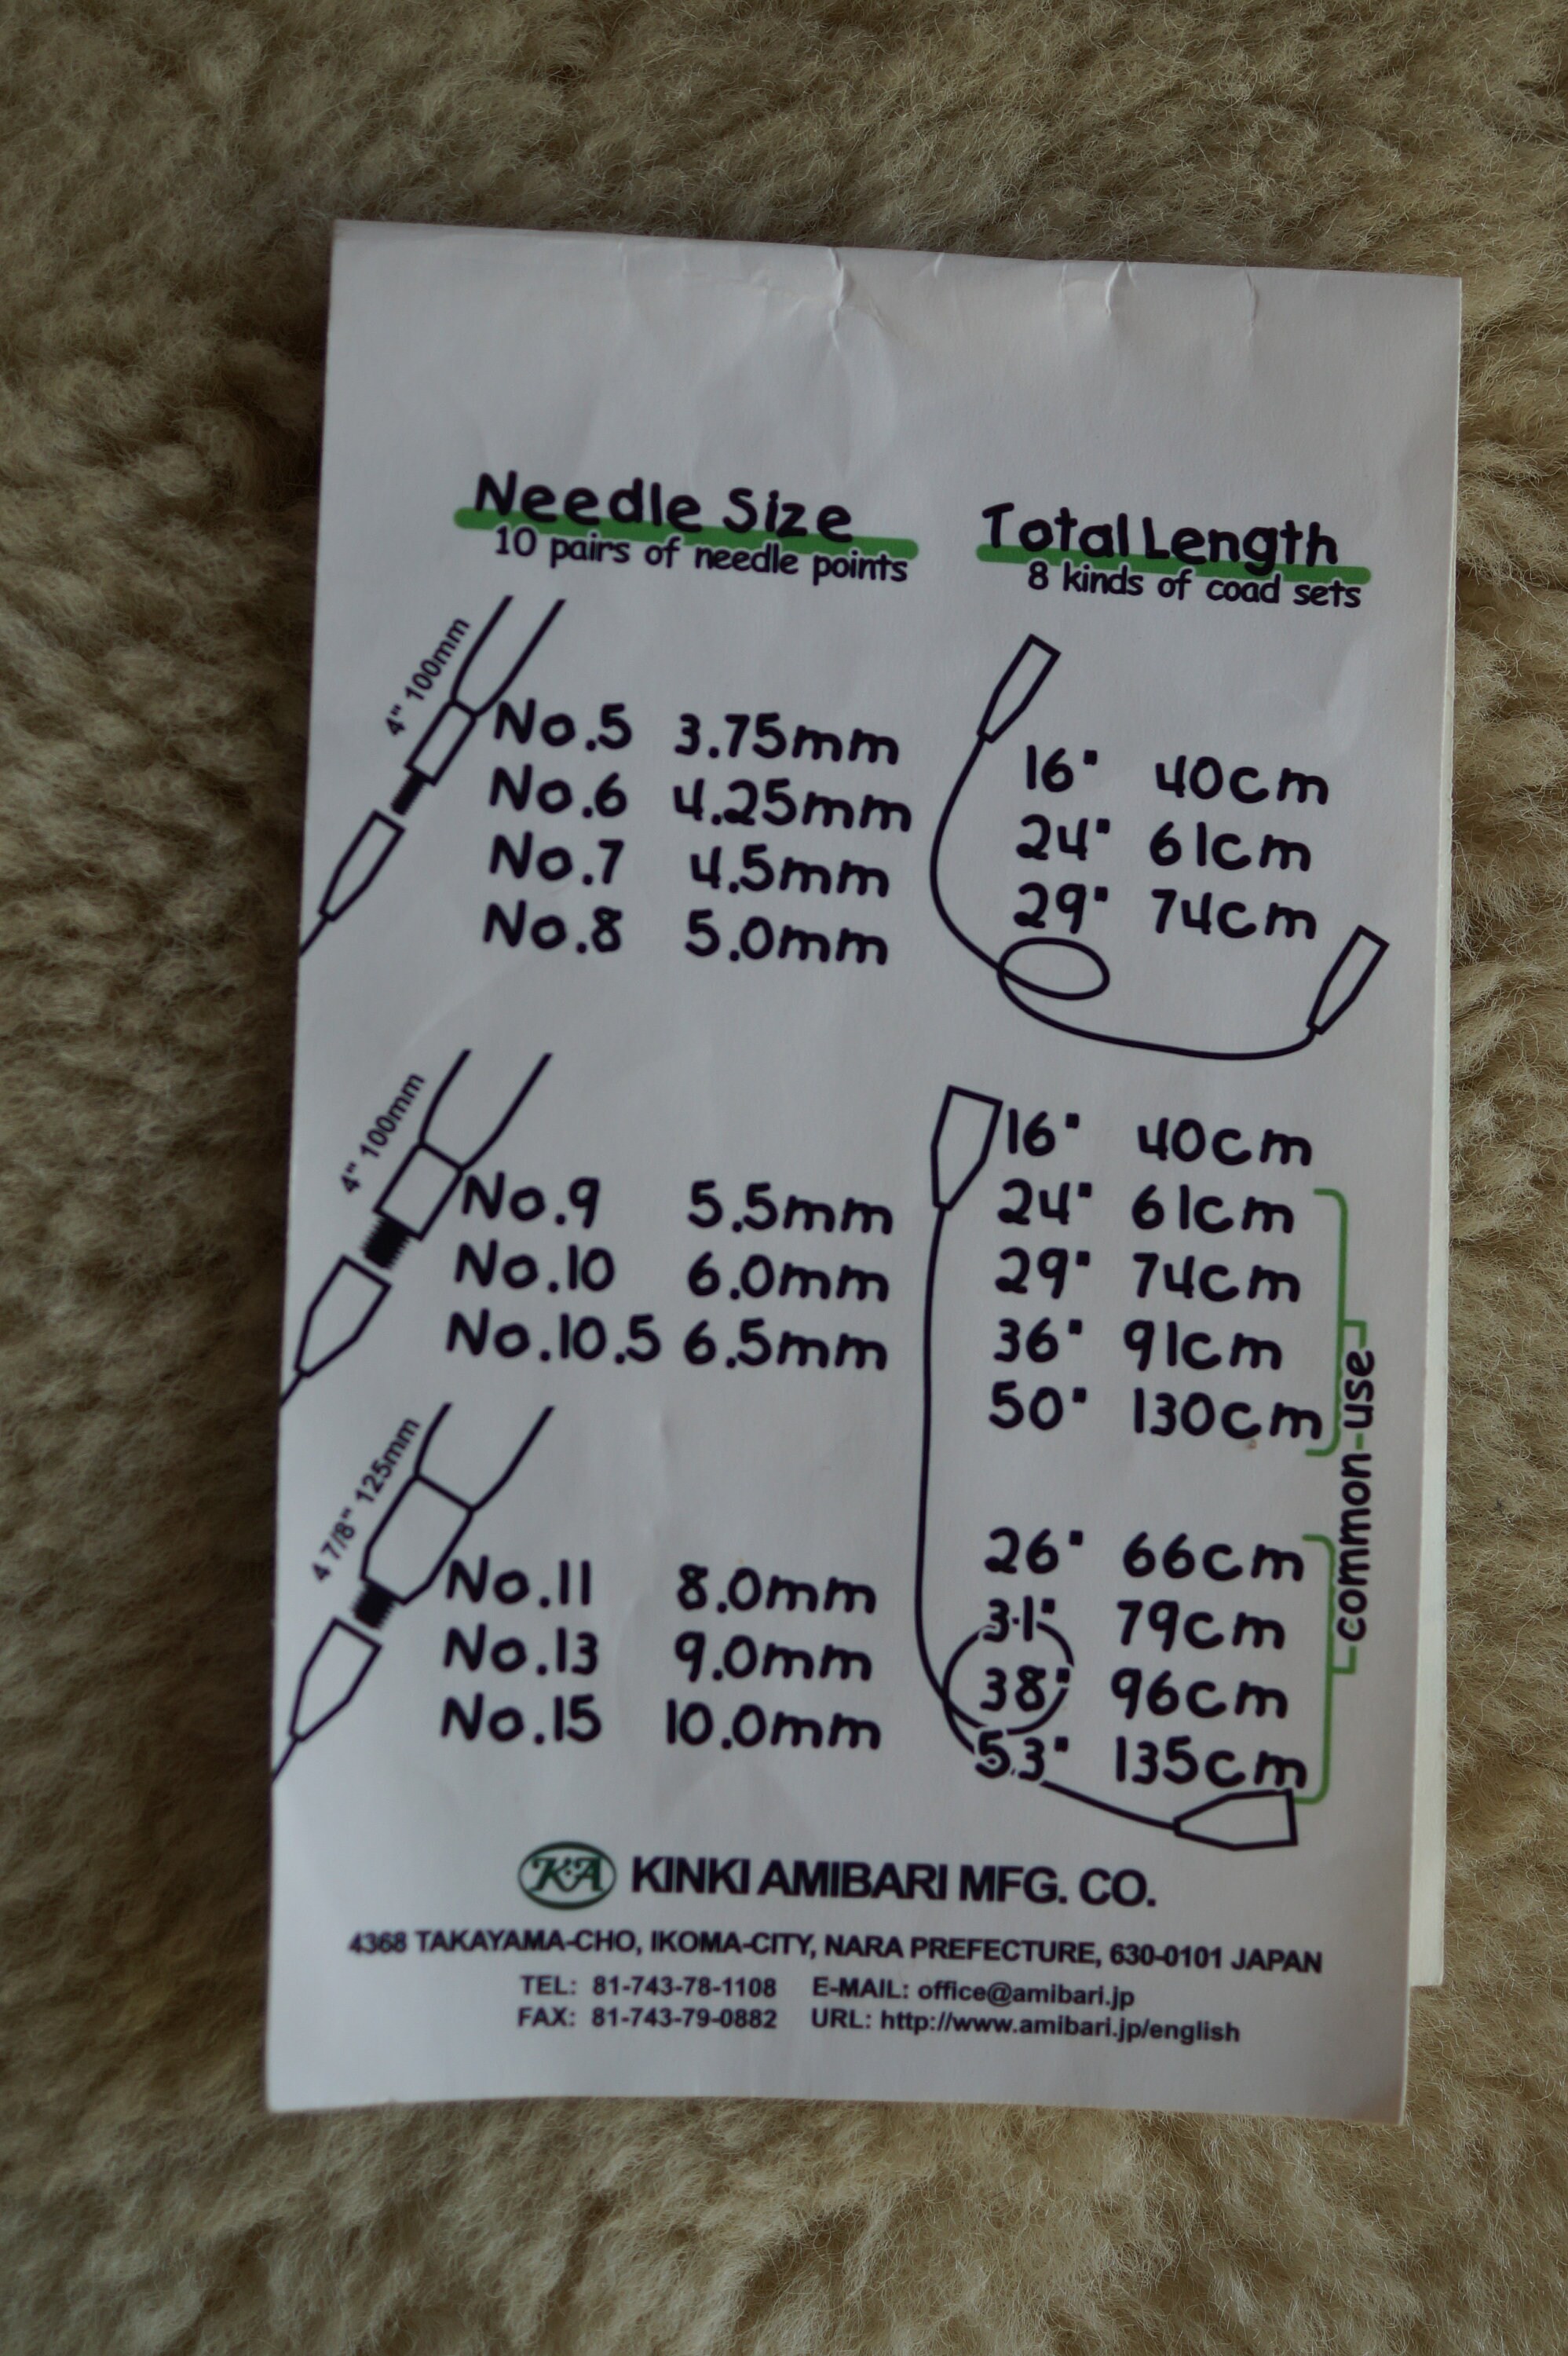 Needle Size
10 pairs of needle points
Total Length
8 kinds of coad sets
4" 100mm
No.5 3.75mm
No.6 4.25mm
No.7 4.5mm
No.8 5.0mm
16" 40cm
24" 61cm
29" 74cm
4" 100mm
No.9 5.5mm
No.10 6.0mm
No.10.5 6.5mm
16" 40cm
24" 61cm
29" 74cm
36" 91cm
50" 130cm
common-use
4 7/8" 125mm
No.11 8.0mm
No.13 9.0mm
No.15 10.0mm
26" 66cm
31" 79cm
38" 96cm
53" 135cm
KA KINKI AMIBARI MFG. CO.
4368 TAKAYAMA-CHO, IKOMA-CITY, NARA PREFECTURE, 630-0101 JAPAN
TEL: 81-743-78-1108 E-MAIL: office@amibari.jp
FAX: 81-743-79-0882 URL: http://www.amibari.jp/english